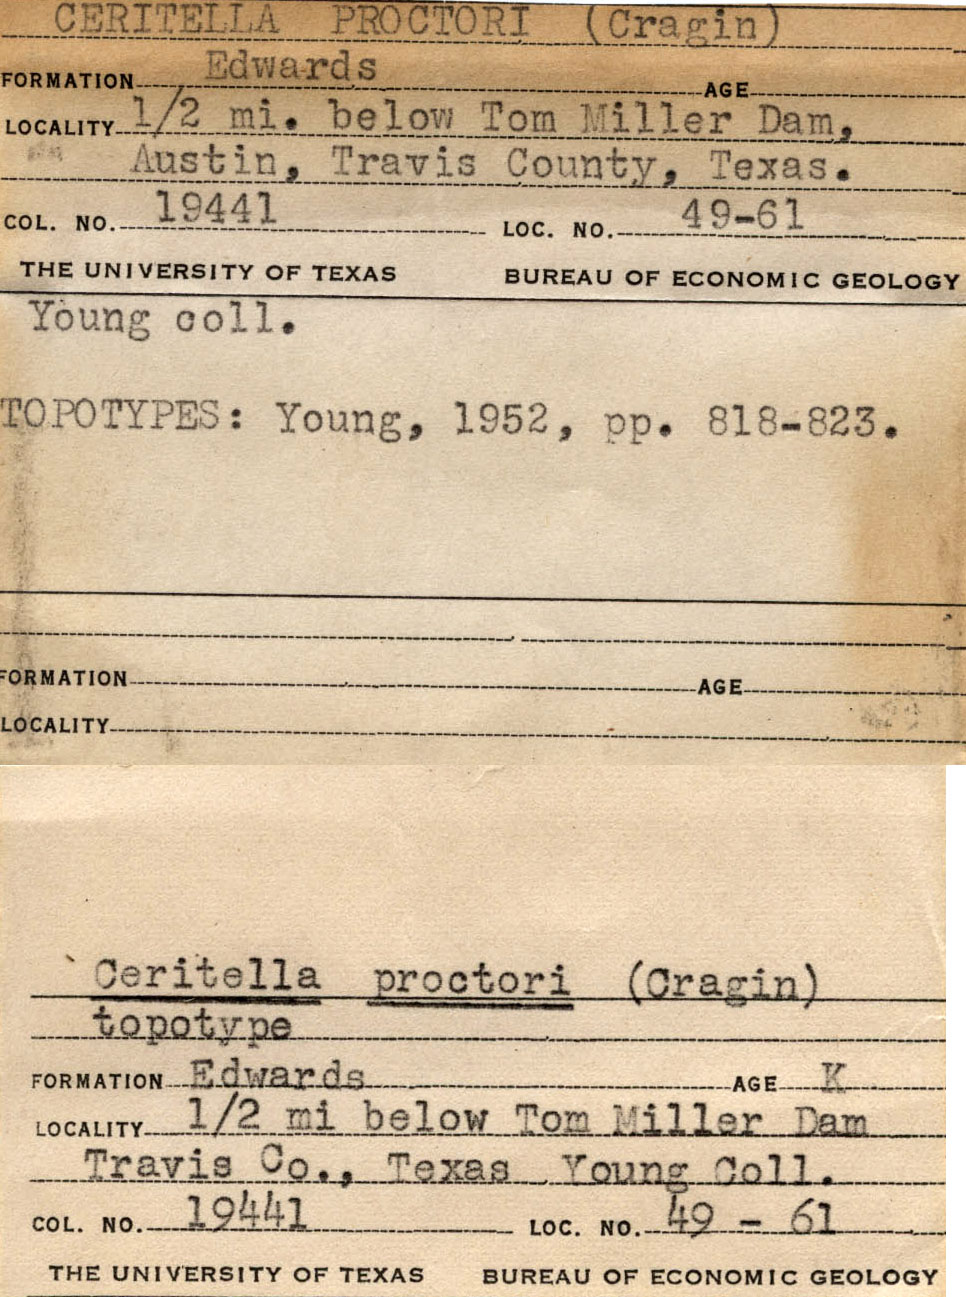 CERITELLA PROCTORI (Cragin)
FORMATION Edwards AGE
LOCALITY 1/2 mi. below Tom Miller Dam,
Austin, Travis County, Texas.
COL. NO. 19441 LOC. NO. 49-61
THE UNIVERSITY OF TEXAS BUREAU OF ECONOMIC GEOLOGY
Young coll.
TOPOTYPES: Young, 1952, pp. 818-823.
FORMATION AGE
LOCALITY
Ceritella proctori (Cragin)
topotype
FORMATION Edwards AGE K
LOCALITY 1/2 mi below Tom Miller Dam
Travis Co., Texas Young Coll.
COL. NO. 19441 LOC. NO. 49 - 61
THE UNIVERSITY OF TEXAS BUREAU OF ECONOMIC GEOLOGY